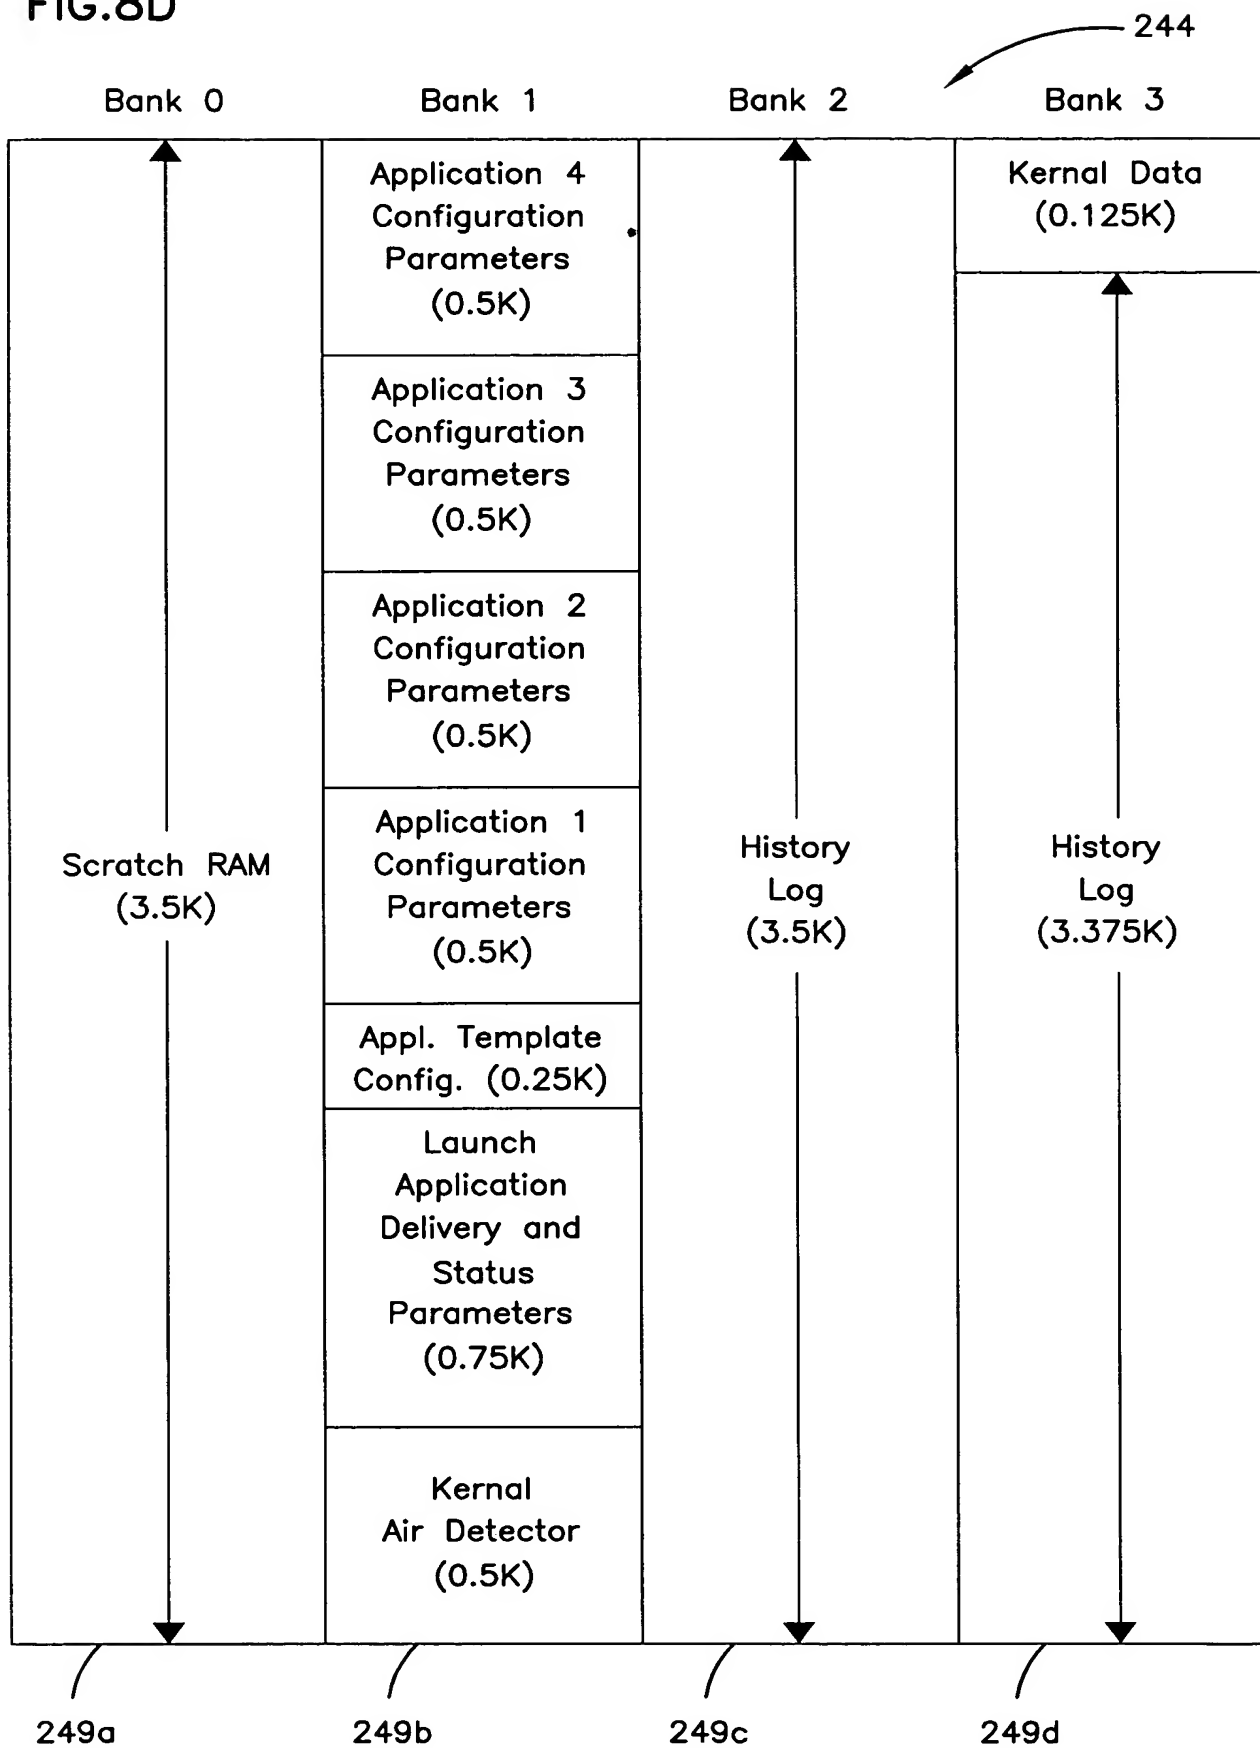 FIG.8D
244
Bank 0
Bank 1
Bank 2
Bank 3
Application 4
Configuration
Parameters
(0.5K)
Kernal Data
(0.125K)
Application 3
Configuration
Parameters
(0.5K)
Application 2
Configuration
Parameters
(0.5K)
Scratch RAM
(3.5K)
Application 1
Configuration
Parameters
(0.5K)
History
Log
(3.5K)
History
Log
(3.375K)
Appl. Template
Config. (0.25K)
Launch
Application
Delivery and
Status
Parameters
(0.75K)
Kernal
Air Detector
(0.5K)
249a
249b
249c
249d